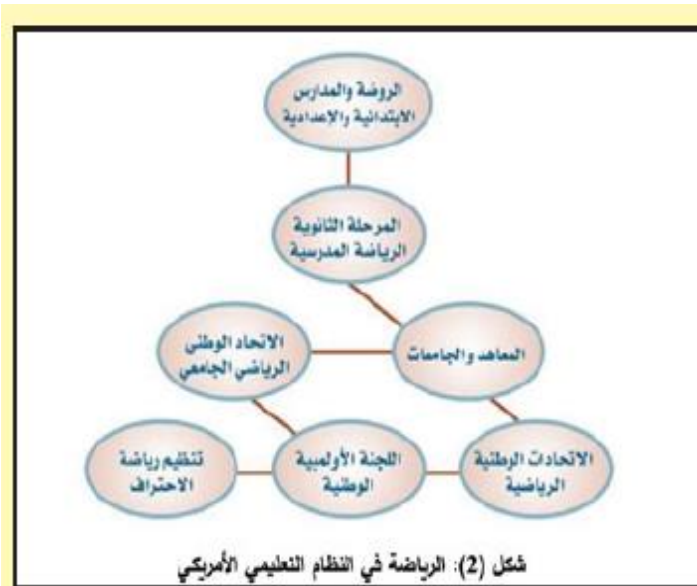 الروضة والمدارس
الابتدائية والإعدادية
المرحلة الثانوية
الرياضة المدرسية
المعاهد والجامعات
الاتحاد الوطني
الرياضي الجامعي
الاتحادات الوطنية
الرياضية
اللجنة الأولمبية
الوطنية
تنظيم رياضة
الاحتراف
شكل (2): الرياضة في النظام التعليمي الأمريكي